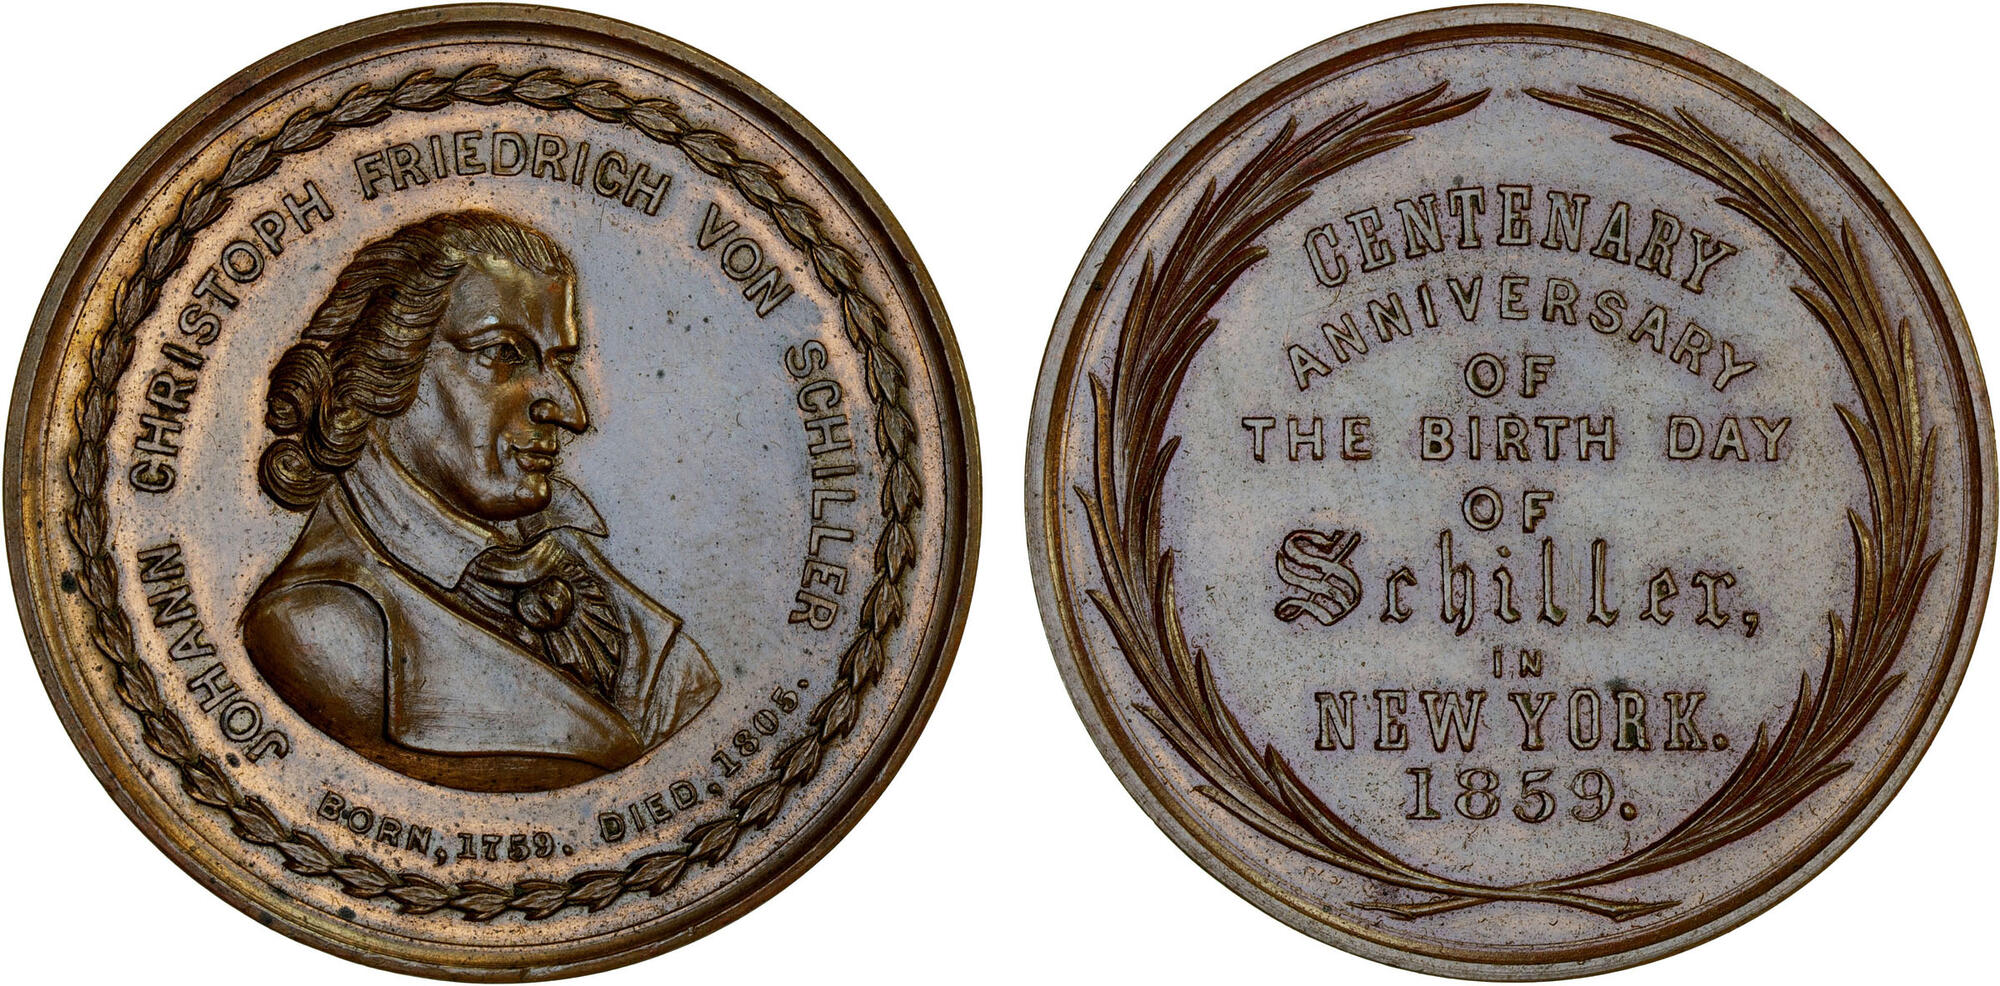 JOHANN CHRISTOPH FRIEDRICH VON SCHILLER
BORN, 1759. DIED, 1805.
CENTENARY
ANNIVERSARY
OF
THE BIRTH DAY
OF
Schiller,
IN
NEW YORK.
1859.